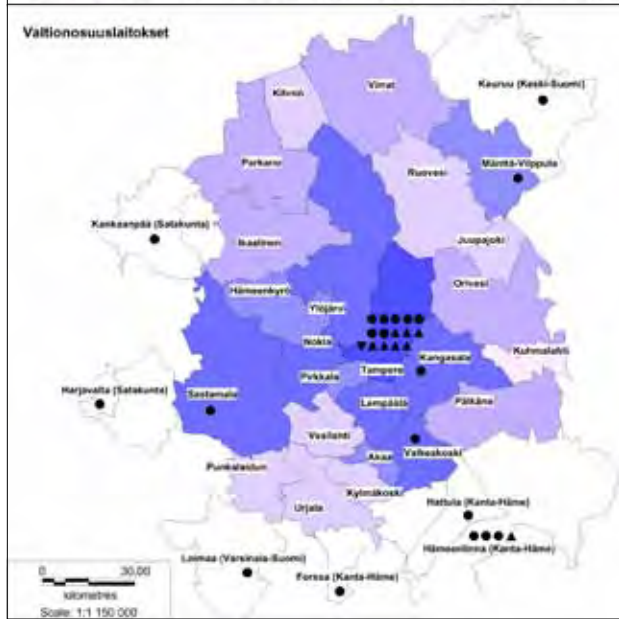 Valtionosuuslaitokset
Kihniö
Virrat
Keuruu (Keski-Suomi)
Parkano
Ruovesi
Mänttä-Vilppula
Kankaanpää (Satakunta)
Ikaalinen
Juupajoki
Hämeenkyrö
Orivesi
Ylöjärvi
Nokia
Kuhmalahti
Kangasala
Pirkkala
Tampere
Harjavalta (Satakunta)
Sastamala
Lempäälä
Pälkäne
Vesilahti
Akaa
Valkeakoski
Punkalaidun
Kylmäkoski
Urjala
Hattula (Kanta-Häme)
Hämeenlinna (Kanta-Häme)
Loimaa (Varsinais-Suomi)
Forssa (Kanta-Häme)
0 30,00
kilometres
Scale: 1:1 150 000